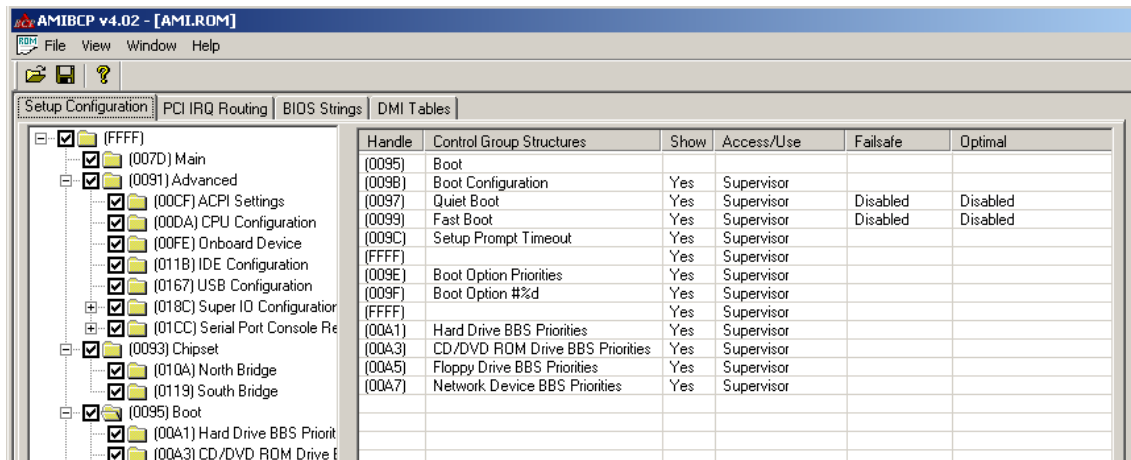 AMIBCP v4.02 - [AMI.ROM]
File View Window Help
Setup Configuration PCI IRQ Routing BIOS Strings DMI Tables
(FFFF)
(007D) Main
(0091) Advanced
(00CF) ACPI Settings
(00DA) CPU Configuration
(00FE) Onboard Device
(011B) IDE Configuration
(0167) USB Configuration
(018C) Super IO Configuration
(01CC) Serial Port Console Re
(0093) Chipset
(010A) North Bridge
(0119) South Bridge
(0095) Boot
(00A1) Hard Drive BBS Priorit
(00A3) CD/DVD ROM Drive B
Handle Control Group Structures Show Access/Use Failsafe Optimal
(0095) Boot
(009B) Boot Configuration Yes Supervisor
(0097) Quiet Boot Yes Supervisor Disabled Disabled
(0099) Fast Boot Yes Supervisor Disabled Disabled
(009C) Setup Prompt Timeout Yes Supervisor
(FFFF) Yes Supervisor
(009E) Boot Option Priorities Yes Supervisor
(009F) Boot Option #%d Yes Supervisor
(FFFF) Yes Supervisor
(00A1) Hard Drive BBS Priorities Yes Supervisor
(00A3) CD/DVD ROM Drive BBS Priorities Yes Supervisor
(00A5) Floppy Drive BBS Priorities Yes Supervisor
(00A7) Network Device BBS Priorities Yes Supervisor